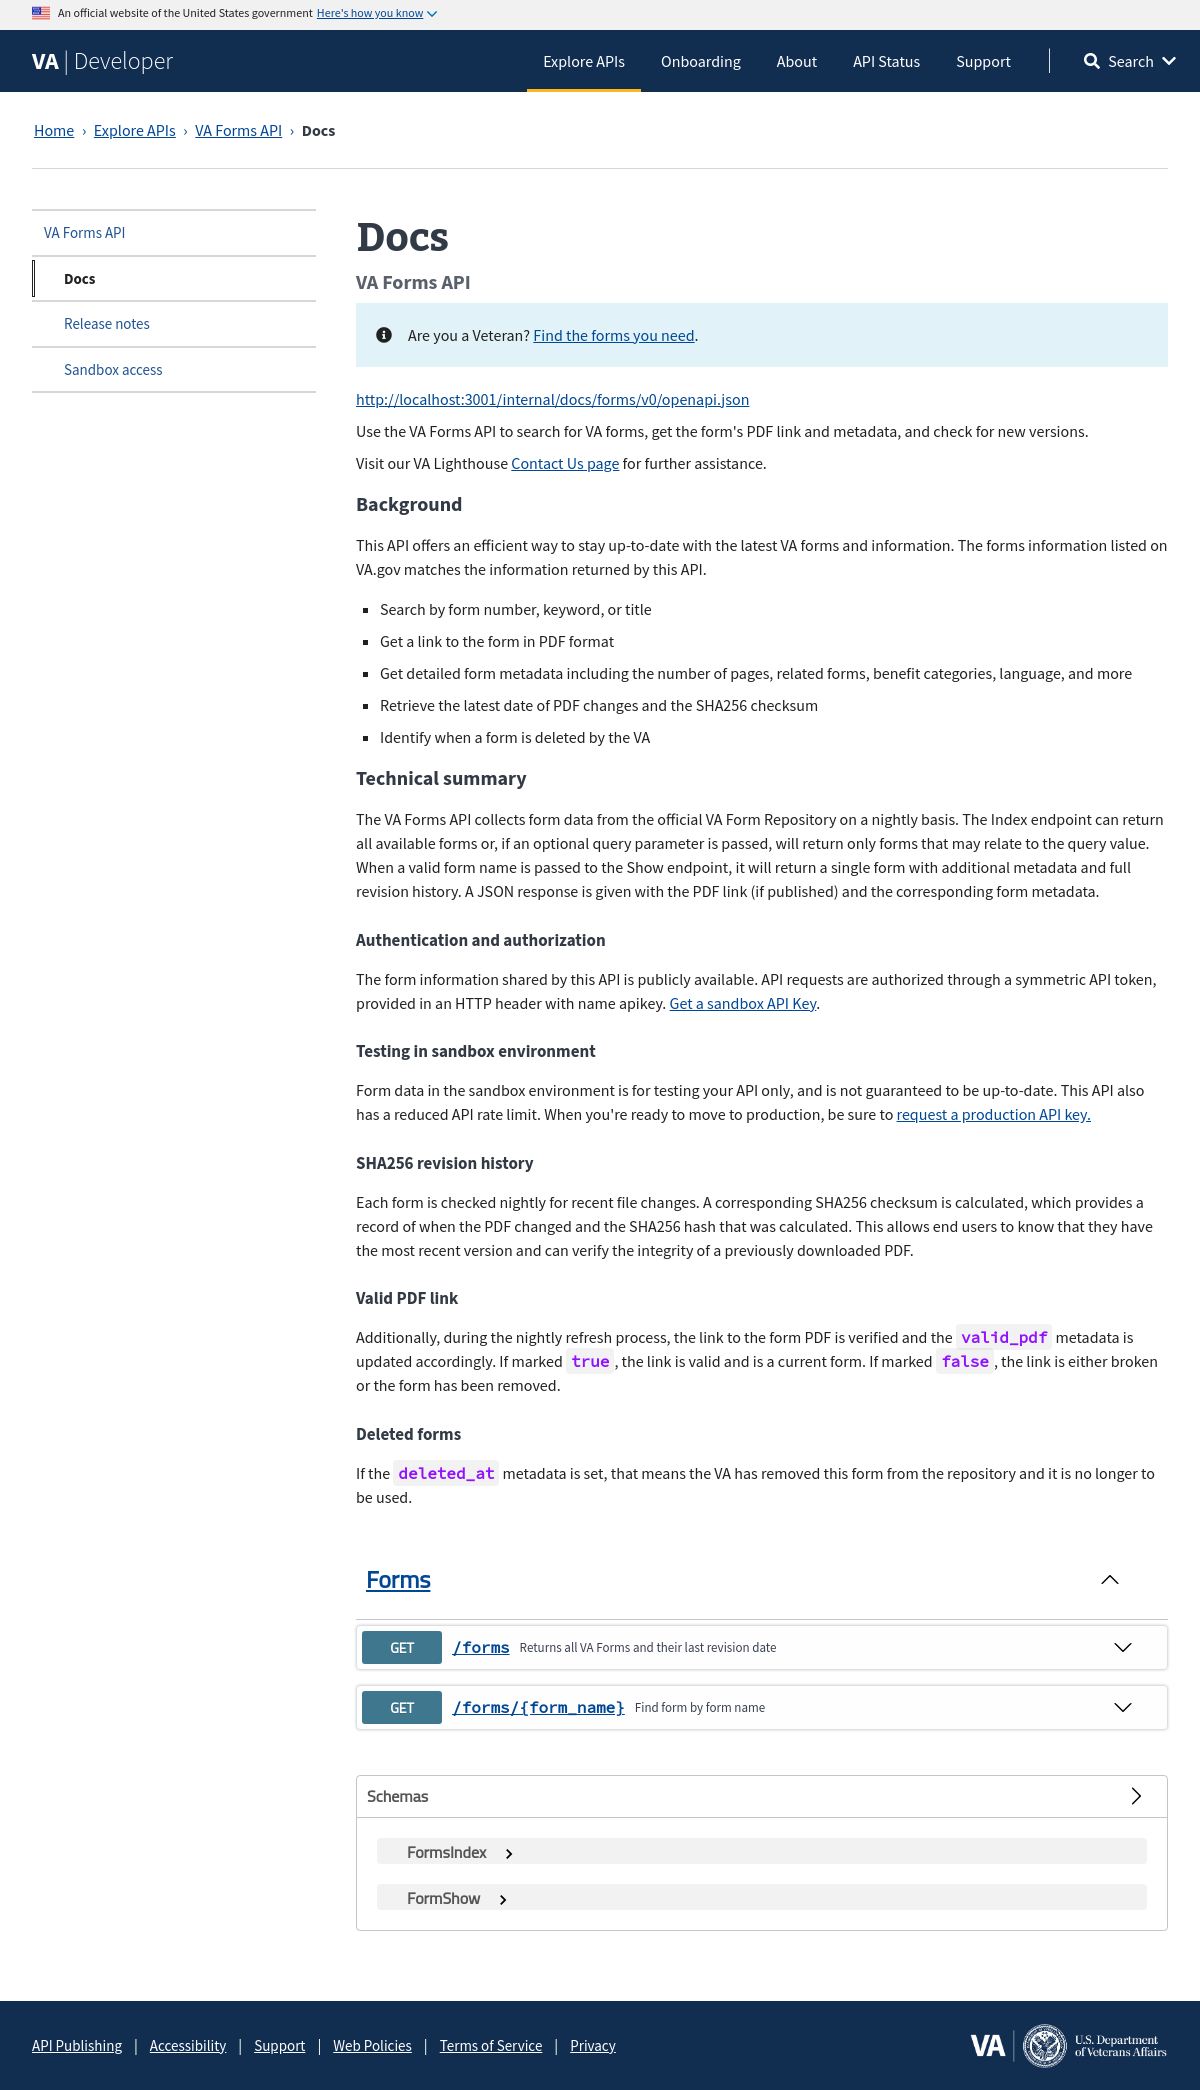 An official website of the United States government Here's how you know
VA | Developer
Explore APIs Onboarding About API Status Support Search
Home › Explore APIs › VA Forms API › Docs
VA Forms API
Docs
Release notes
Sandbox access
Docs
VA Forms API
Are you a Veteran? Find the forms you need.
http://localhost:3001/internal/docs/forms/v0/openapi.json
Use the VA Forms API to search for VA forms, get the form's PDF link and metadata, and check for new versions.
Visit our VA Lighthouse Contact Us page for further assistance.
Background
This API offers an efficient way to stay up-to-date with the latest VA forms and information. The forms information listed on
VA.gov matches the information returned by this API.
Search by form number, keyword, or title
Get a link to the form in PDF format
Get detailed form metadata including the number of pages, related forms, benefit categories, language, and more
Retrieve the latest date of PDF changes and the SHA256 checksum
Identify when a form is deleted by the VA
Technical summary
The VA Forms API collects form data from the official VA Form Repository on a nightly basis. The Index endpoint can return
all available forms or, if an optional query parameter is passed, will return only forms that may relate to the query value.
When a valid form name is passed to the Show endpoint, it will return a single form with additional metadata and full
revision history. A JSON response is given with the PDF link (if published) and the corresponding form metadata.
Authentication and authorization
The form information shared by this API is publicly available. API requests are authorized through a symmetric API token,
provided in an HTTP header with name apikey. Get a sandbox API Key.
Testing in sandbox environment
Form data in the sandbox environment is for testing your API only, and is not guaranteed to be up-to-date. This API also
has a reduced API rate limit. When you're ready to move to production, be sure to request a production API key.
SHA256 revision history
Each form is checked nightly for recent file changes. A corresponding SHA256 checksum is calculated, which provides a
record of when the PDF changed and the SHA256 hash that was calculated. This allows end users to know that they have
the most recent version and can verify the integrity of a previously downloaded PDF.
Valid PDF link
Additionally, during the nightly refresh process, the link to the form PDF is verified and the valid_pdf metadata is
updated accordingly. If marked true, the link is valid and is a current form. If marked false, the link is either broken
or the form has been removed.
Deleted forms
If the deleted_at metadata is set, that means the VA has removed this form from the repository and it is no longer to
be used.
Forms
GET /forms Returns all VA Forms and their last revision date
GET /forms/{form_name} Find form by form name
Schemas
FormsIndex
FormShow
API Publishing | Accessibility | Support | Web Policies | Terms of Service | Privacy
VA | U.S. Department
of Veterans Affairs